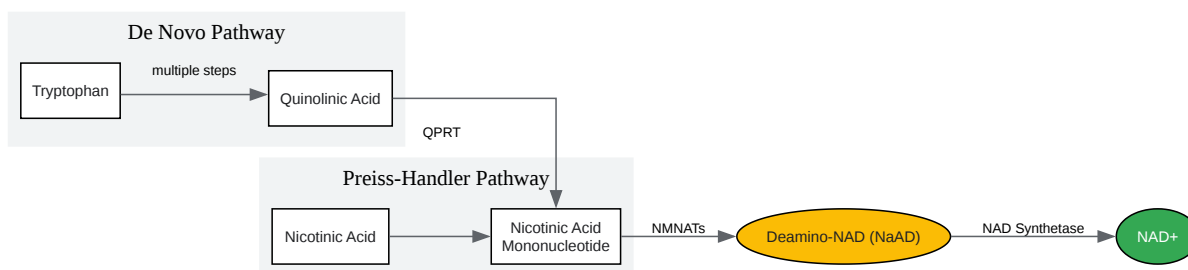 De Novo Pathway
multiple steps
Tryptophan
Quinolinic Acid
QPRT
Preiss-Handler Pathway
Nicotinic Acid
Nicotinic Acid
Mononucleotide
NMNATs
Deamino-NAD (NaAD)
NAD Synthetase
NAD+